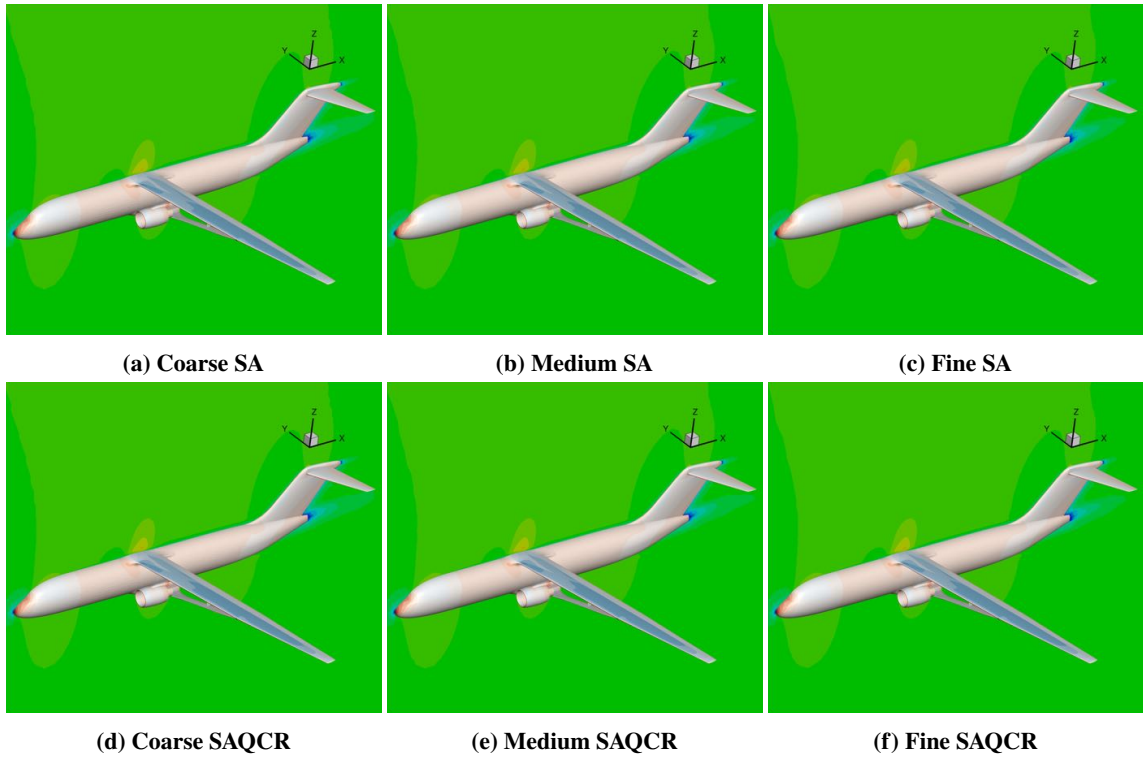 Z
Y
X
Z
Y
X
Z
Y
X
(a) Coarse SA
(b) Medium SA
(c) Fine SA
Z
Y
X
Z
Y
X
Z
Y
X
(d) Coarse SAQCR
(e) Medium SAQCR
(f) Fine SAQCR